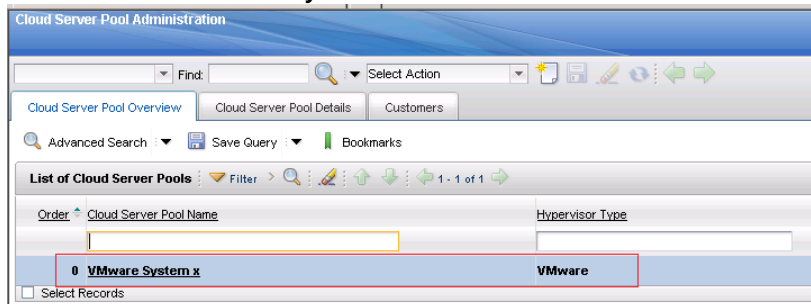 Cloud Server Pool Administration
Find: Select Action
Cloud Server Pool Overview Cloud Server Pool Details Customers
Advanced Search Save Query Bookmarks
List of Cloud Server Pools Filter > 1 - 1 of 1
Order Cloud Server Pool Name Hypervisor Type
0 VMware System x VMware
Select Records